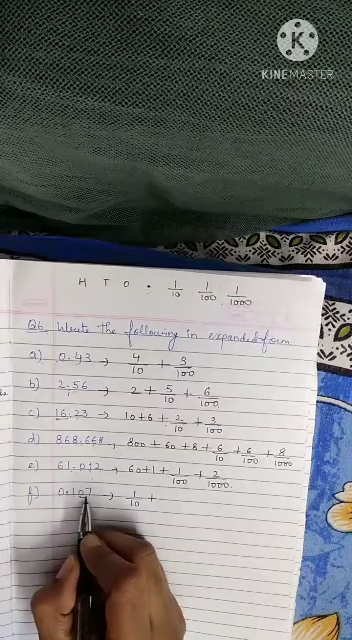 K
KINEMASTER
H T O . 1/10 1/100 1/1000
Q6 Write the following in expanded form
a) 0.43 → 4/10 + 3/100
b) 2.56 → 2 + 5/10 + 6/100.
c) 16.23 → 10+6 + 2/10 + 3/100
d) 868.668, 800 + 60 + 8 + 6/10 + 6/100 + 8/1000
e) 61.012 → 60+1 + 1/100 + 2/1000.
f) 0.107 → 1/10 +